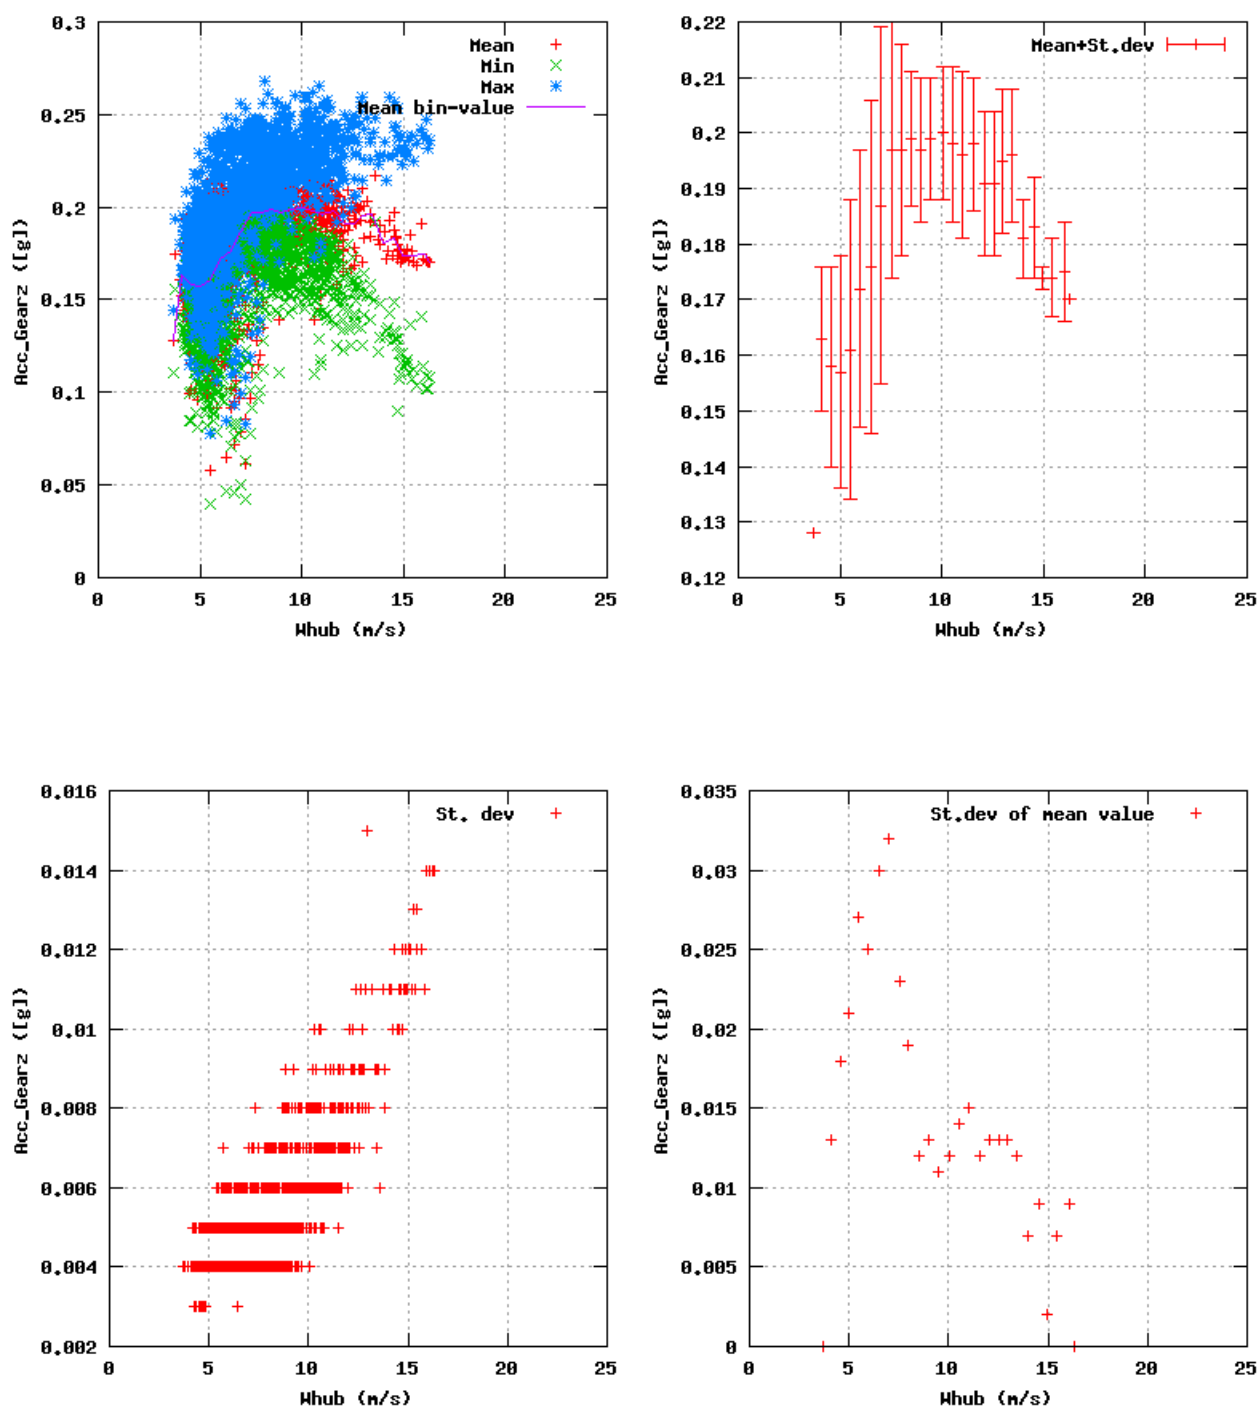 0.3
0.25
0.2
0.15
0.1
0.05
0
0 5 10 15 20 25
Acc_Gearz ([g])
Whub (m/s)
Mean
Min
Max
Mean bin-value
0.22
0.21
0.2
0.19
0.18
0.17
0.16
0.15
0.14
0.13
0.12
0 5 10 15 20 25
Acc_Gearz ([g])
Whub (m/s)
Mean+St.dev
0.016
0.014
0.012
0.01
0.008
0.006
0.004
0.002
0 5 10 15 20 25
Acc_Gearz ([g])
Whub (m/s)
St. dev
0.035
0.03
0.025
0.02
0.015
0.01
0.005
0
0 5 10 15 20 25
Acc_Gearz ([g])
Whub (m/s)
St.dev of mean value